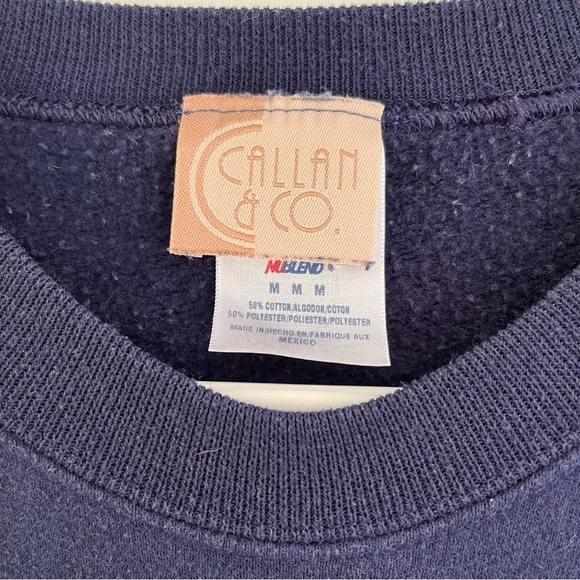 CALLAN
& CO.
NUBLEND
M M M
50% COTTON/ALGODON/COTON
50% POLYESTER/POLIESTER/POLYESTER
MADE IN/HECHO EN/FABRIQUE AUX
MEXICO